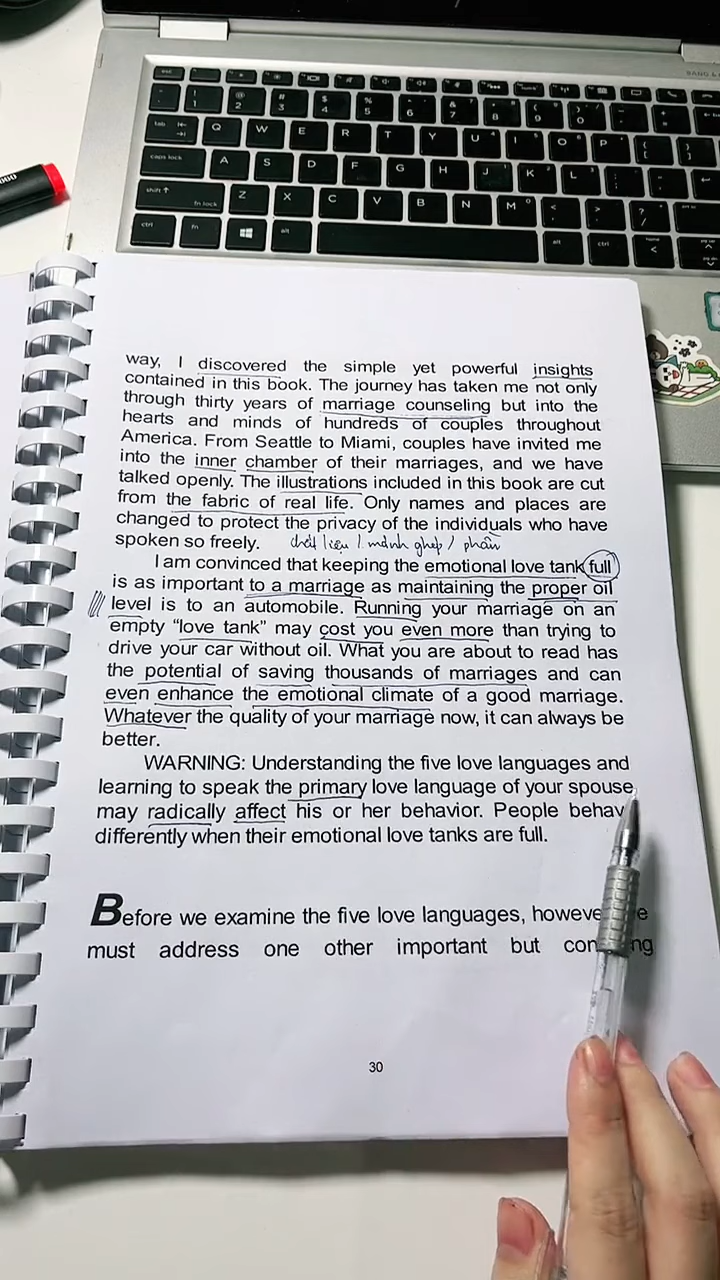 way, I discovered the simple yet powerful insights
contained in this book. The journey has taken me not only
through thirty years of marriage counseling but into the
hearts and minds of hundreds of couples throughout
America. From Seattle to Miami, couples have invited me
into the inner chamber of their marriages, and we have
talked openly. The illustrations included in this book are cut
from the fabric of real life. Only names and places are
changed to protect the privacy of the individuals who have
spoken so freely. chất liệu / mảnh ghép / phần
I am convinced that keeping the emotional love tank full
is as important to a marriage as maintaining the proper oil
level is to an automobile. Running your marriage on an
empty “love tank” may cost you even more than trying to
drive your car without oil. What you are about to read has
the potential of saving thousands of marriages and can
even enhance the emotional climate of a good marriage.
Whatever the quality of your marriage now, it can always be
better.
WARNING: Understanding the five love languages and
learning to speak the primary love language of your spouse
may radically affect his or her behavior. People behav
differently when their emotional love tanks are full.
Before we examine the five love languages, however
must address one other important but con ng
30